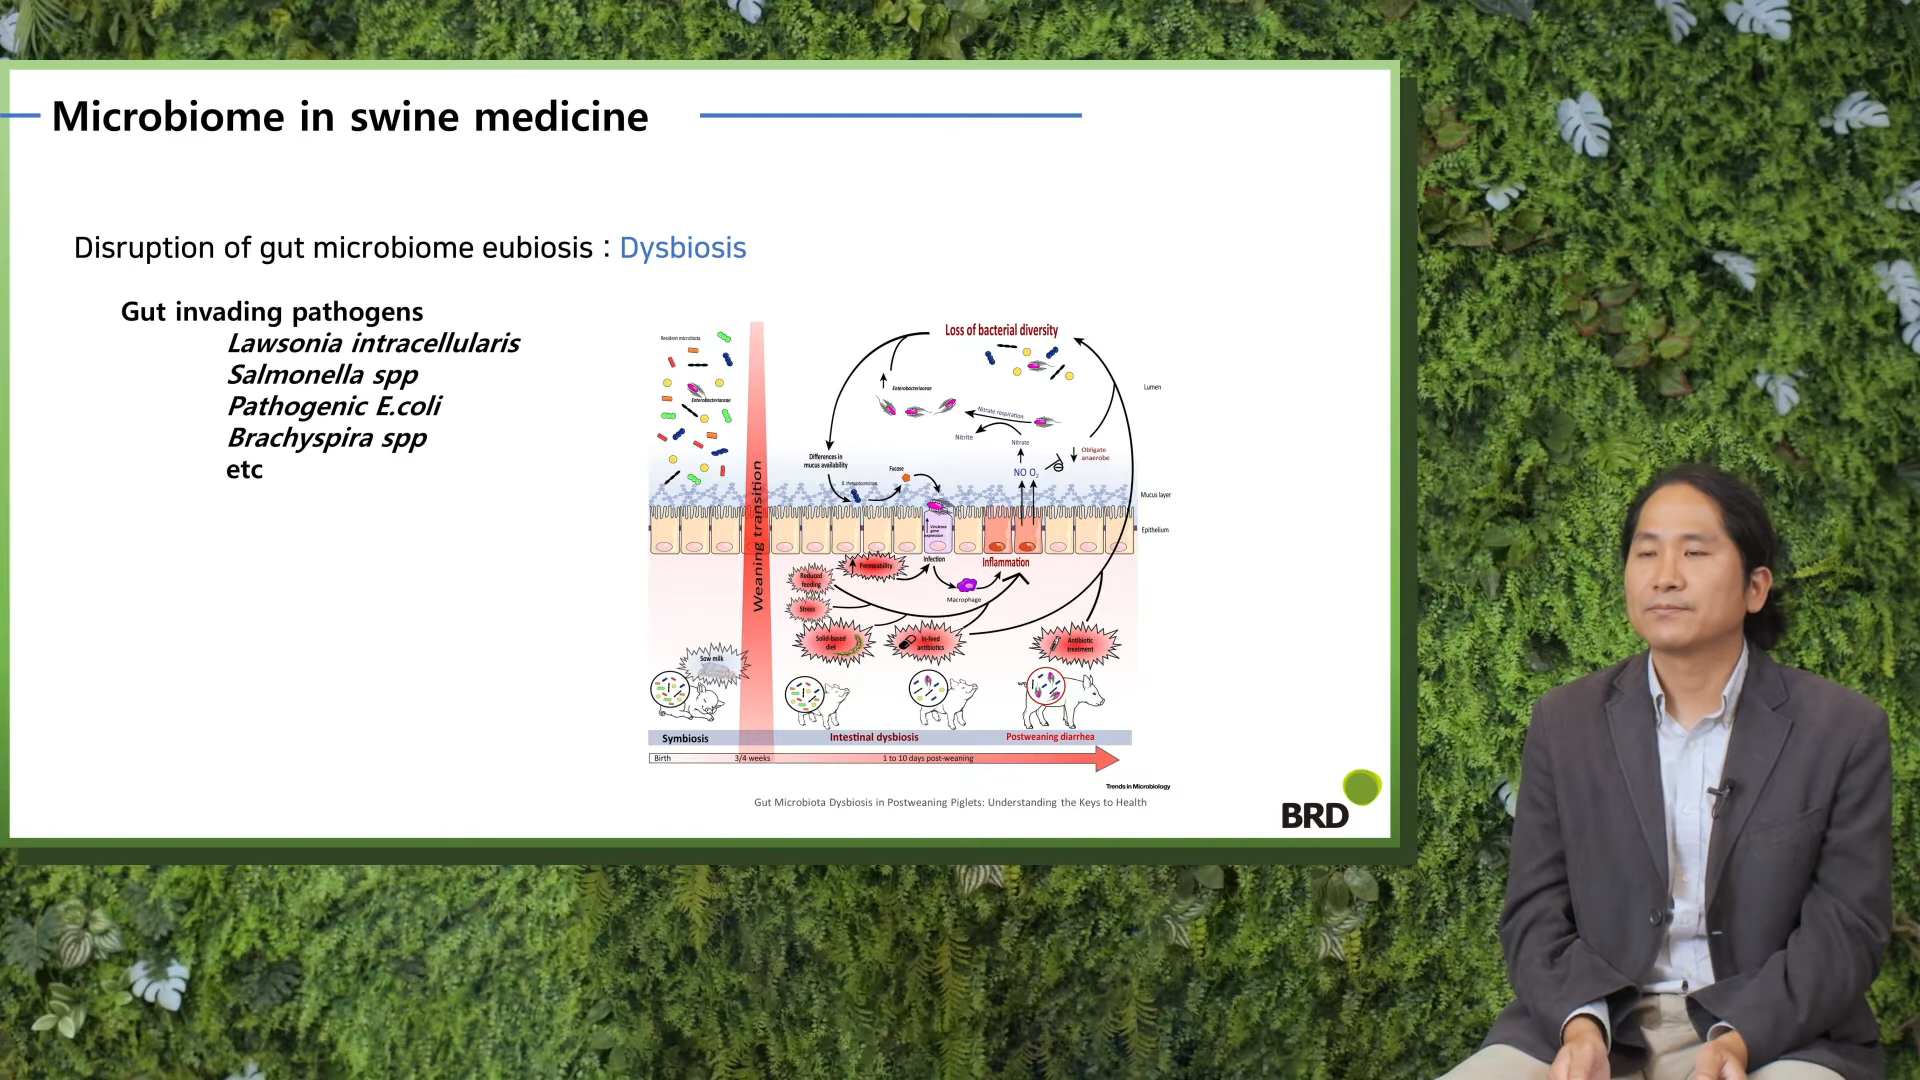 Microbiome in swine medicine
Disruption of gut microbiome eubiosis : Dysbiosis
Gut invading pathogens
Lawsonia intracellularis
Salmonella spp
Pathogenic E.coli
Brachyspira spp
etc
Loss of bacterial diversity
Resident microbiota
Enterobacteriaceae
Enterobacteriaceae
Lumen
Nitrate respiration
Nitrite
Nitrate
Obligate
anaerobe
Differences in
mucus availability
Fucose
NO O₂
B. thetaiotaomicron
Mucus layer
Weaning transition
Virulence
gene
expression
Epithelium
Infection
Inflammation
Permeability
Reduced
feeding
Macrophage
Stress
Solid-based
diet
In-feed
antibiotics
Antibiotic
treatment
Sow milk
Symbiosis
Intestinal dysbiosis
Postweaning diarrhea
Birth
3/4 weeks
1 to 10 days post-weaning
Trends in Microbiology
Gut Microbiota Dysbiosis in Postweaning Piglets: Understanding the Keys to Health
BRD